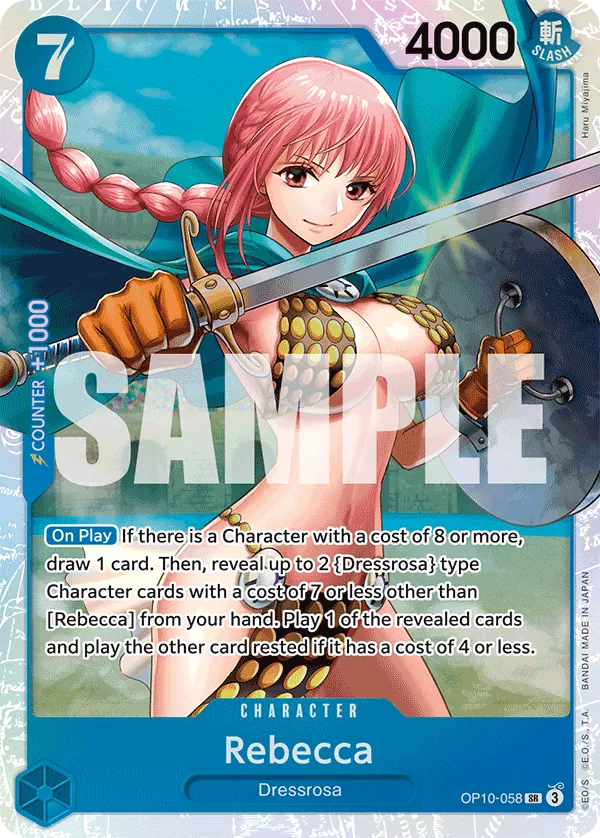 7
4000
斬
SLASH
Haru Miyajima
COUNTER +1000
SAMPLE
On Play If there is a Character with a cost of 8 or more,
draw 1 card. Then, reveal up to 2 {Dressrosa} type
Character cards with a cost of 7 or less other than
[Rebecca] from your hand. Play 1 of the revealed cards
and play the other card rested if it has a cost of 4 or less.
CHARACTER
Rebecca
Dressrosa
OP10-058 SR 3
©EO/S ©E.O./S, T.A. BANDAI MADE IN JAPAN